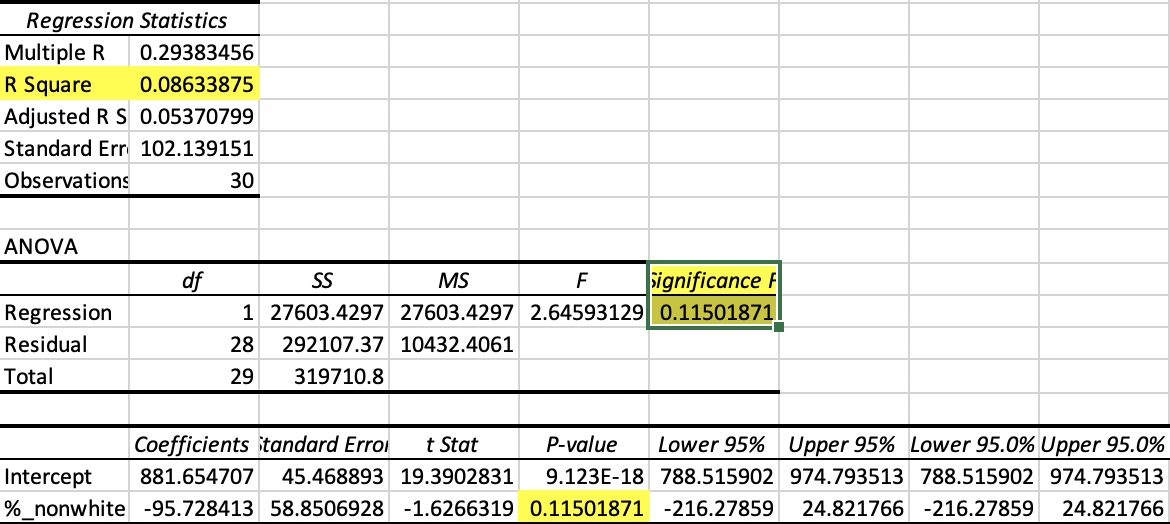 Regression Statistics
Multiple R 0.29383456
R Square 0.08633875
Adjusted R S 0.05370799
Standard Err 102.139151
Observations 30
ANOVA
df SS MS F Significance F
Regression 1 27603.4297 27603.4297 2.64593129 0.11501871
Residual 28 292107.37 10432.4061
Total 29 319710.8
Coefficients Standard Error t Stat P-value Lower 95% Upper 95% Lower 95.0% Upper 95.0%
Intercept 881.654707 45.468893 19.3902831 9.123E-18 788.515902 974.793513 788.515902 974.793513
%_nonwhite -95.728413 58.8506928 -1.6266319 0.11501871 -216.27859 24.821766 -216.27859 24.821766